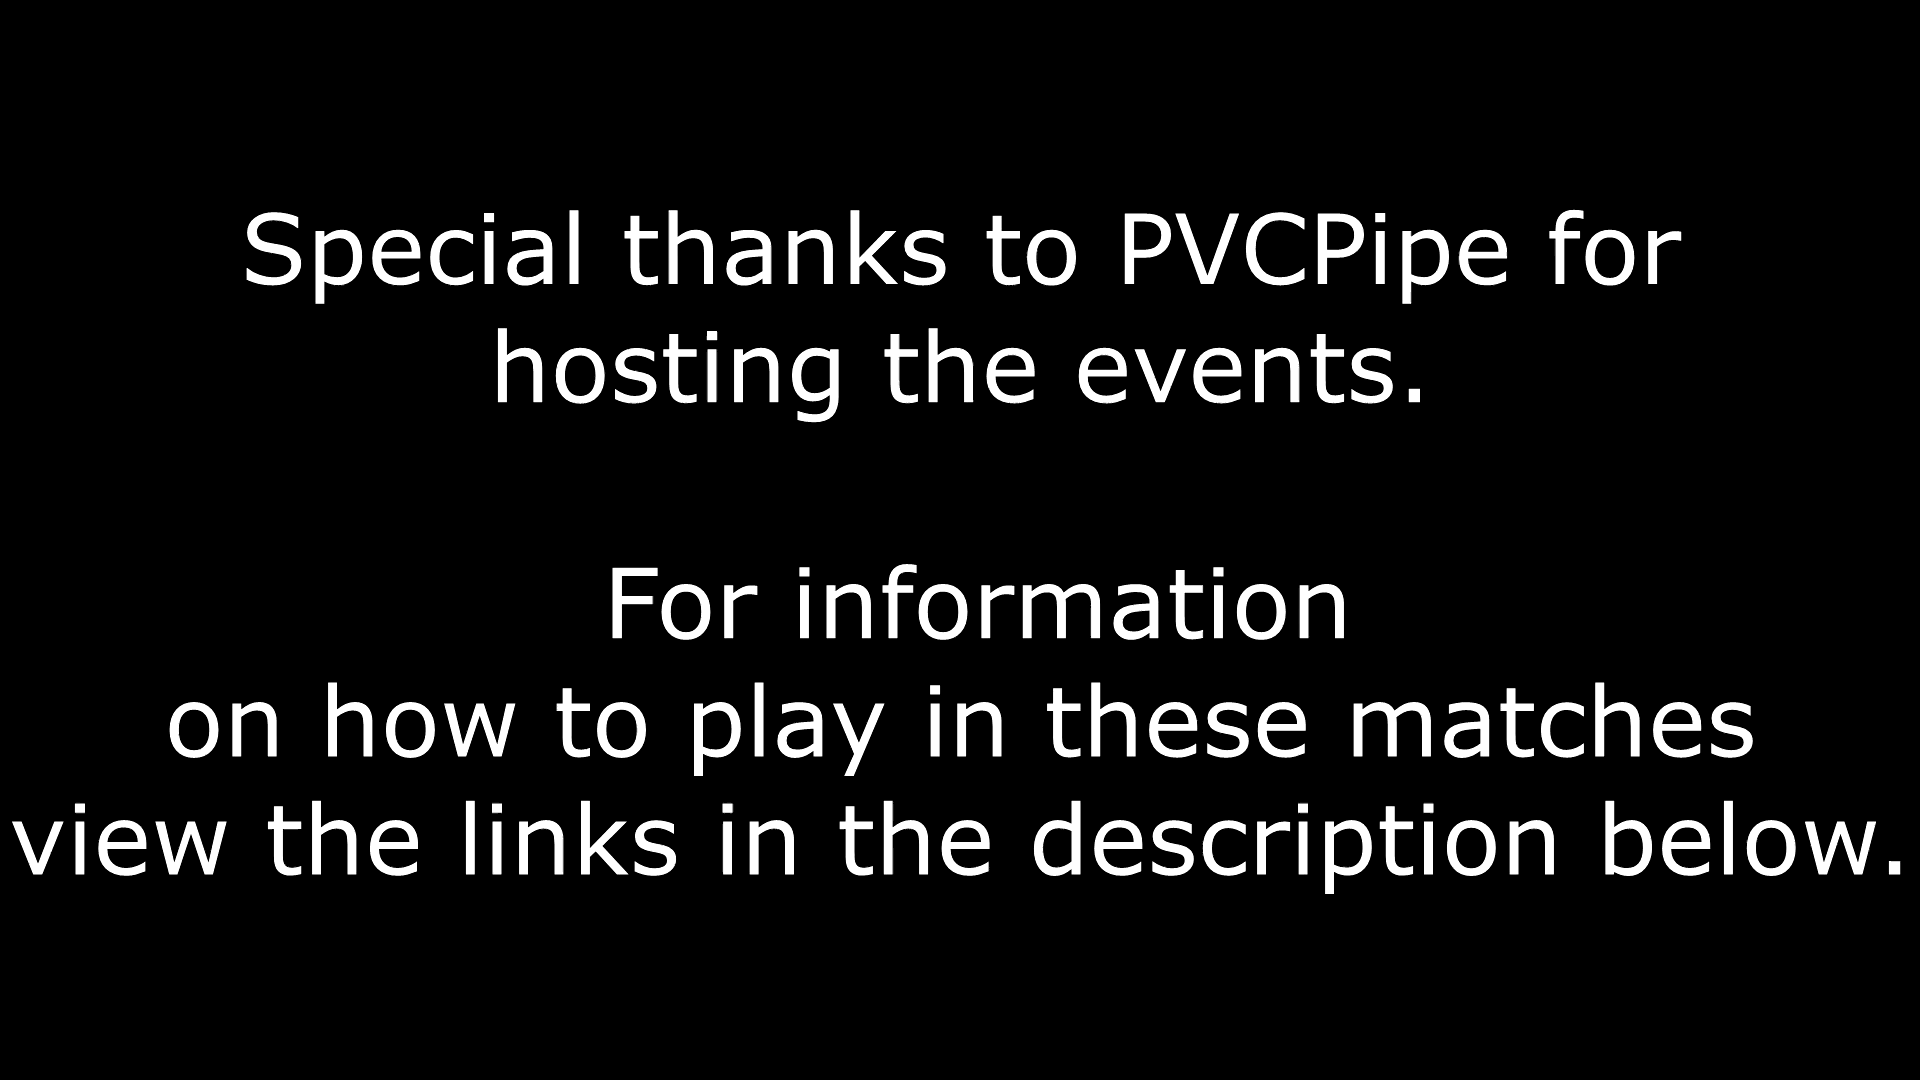 Special thanks to PVCPipe for
hosting the events.
For information
on how to play in these matches
view the links in the description below.